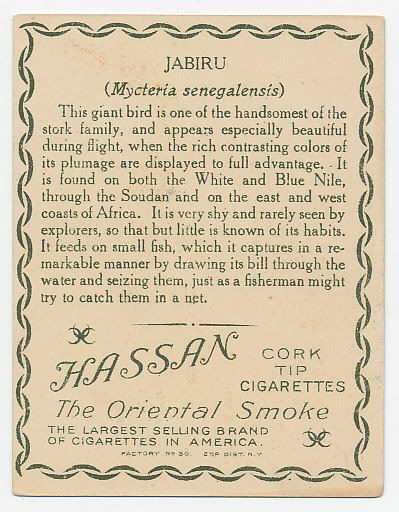 JABIRU
(Mycteria senegalensis)
This giant bird is one of the handsomest of the
stork family, and appears especially beautiful
during flight, when the rich contrasting colors of
its plumage are displayed to full advantage. It
is found on both the White and Blue Nile,
through the Soudan and on the east and west
coasts of Africa. It is very shy and rarely seen by
explorers, so that but little is known of its habits.
It feeds on small fish, which it captures in a re-
markable manner by drawing its bill through the
water and seizing them, just as a fisherman might
try to catch them in a net.
HASSAN
CORK
TIP
CIGARETTES
The Oriental Smoke
THE LARGEST SELLING BRAND
OF CIGARETTES IN AMERICA.
FACTORY Nº 30. 2ND DIST. N.Y.